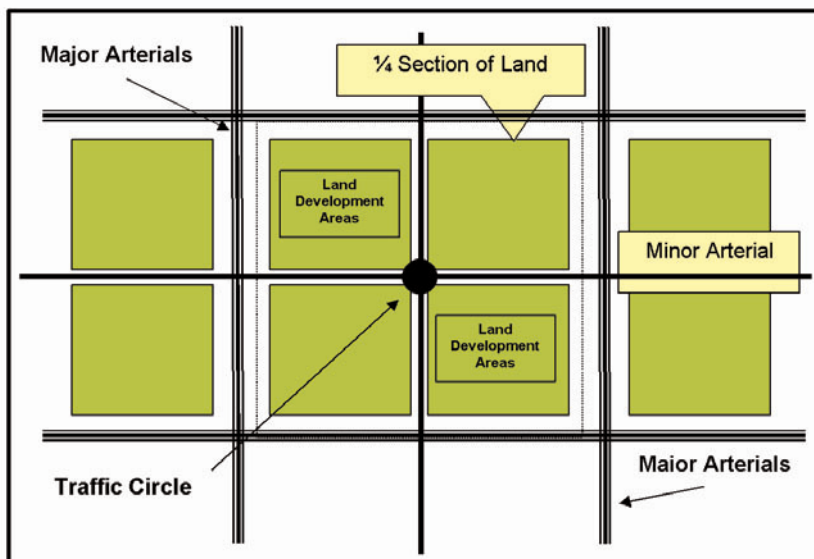 Major Arterials
¼ Section of Land
Land
Development
Areas
Minor Arterial
Land
Development
Areas
Traffic Circle
Maior Arterials